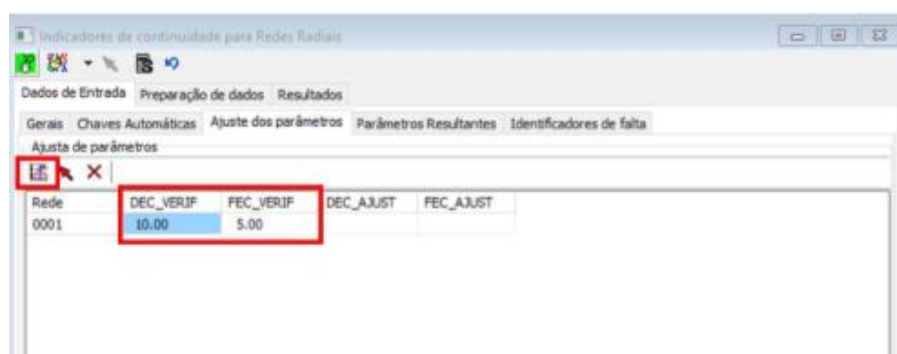 Indicadores de continuidade para Redes Radiais
Dados de Entrada Preparação de dados Resultados
Gerais Chaves Automáticas Ajuste dos parâmetros Parâmetros Resultantes Identificadores de falta
Ajusta de parâmetros
Rede DEC_VERIF FEC_VERIF DEC_AJUST FEC_AJUST
0001 10.00 5.00